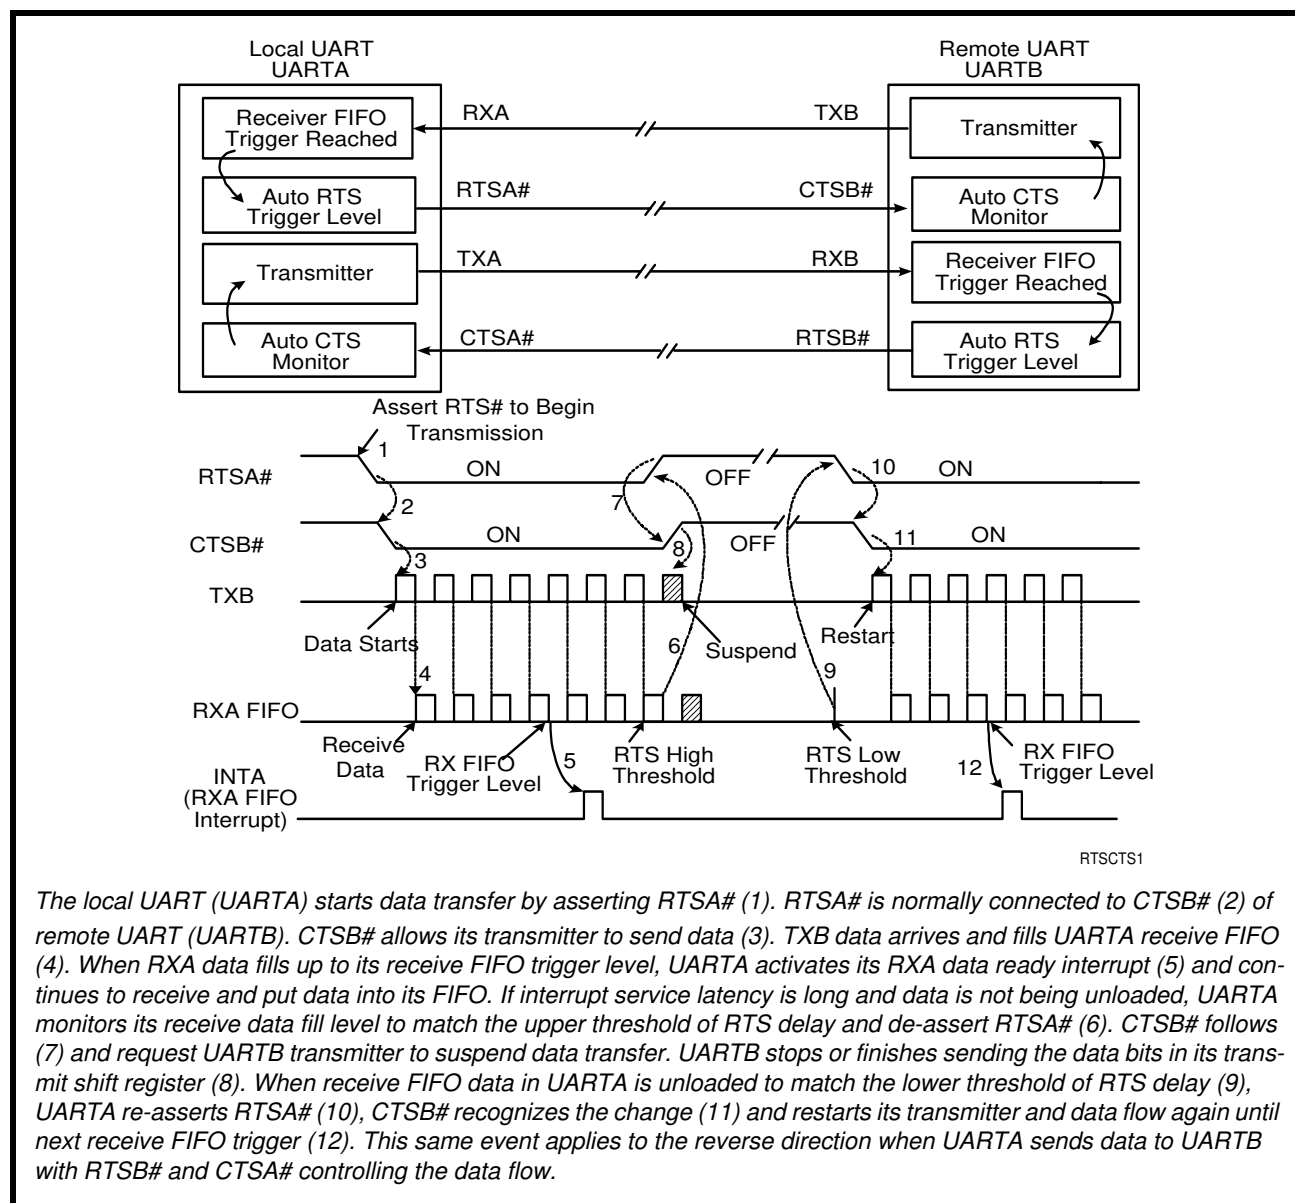 Local UART
UARTA
Remote UART
UARTB
Receiver FIFO
Trigger Reached
RXA
TXB
Transmitter
Auto RTS
Trigger Level
RTSA#
CTSB#
Auto CTS
Monitor
Transmitter
TXA
RXB
Receiver FIFO
Trigger Reached
Auto CTS
Monitor
CTSA#
RTSB#
Auto RTS
Trigger Level
Assert RTS# to Begin
Transmission
1
RTSA#
ON
7
OFF
10
ON
2
CTSB#
ON
8
OFF
11
ON
3
TXB
Data Starts
6
Suspend
Restart
4
9
RXA FIFO
Receive
Data
RX FIFO
Trigger Level
5
RTS High
Threshold
RTS Low
Threshold
12
RX FIFO
Trigger Level
INTA
(RXA FIFO
Interrupt)
RTSCTS1
The local UART (UARTA) starts data transfer by asserting RTSA# (1). RTSA# is normally connected to CTSB# (2) of
remote UART (UARTB). CTSB# allows its transmitter to send data (3). TXB data arrives and fills UARTA receive FIFO
(4). When RXA data fills up to its receive FIFO trigger level, UARTA activates its RXA data ready interrupt (5) and con-
tinues to receive and put data into its FIFO. If interrupt service latency is long and data is not being unloaded, UARTA
monitors its receive data fill level to match the upper threshold of RTS delay and de-assert RTSA# (6). CTSB# follows
(7) and request UARTB transmitter to suspend data transfer. UARTB stops or finishes sending the data bits in its trans-
mit shift register (8). When receive FIFO data in UARTA is unloaded to match the lower threshold of RTS delay (9),
UARTA re-asserts RTSA# (10), CTSB# recognizes the change (11) and restarts its transmitter and data flow again until
next receive FIFO trigger (12). This same event applies to the reverse direction when UARTA sends data to UARTB
with RTSB# and CTSA# controlling the data flow.